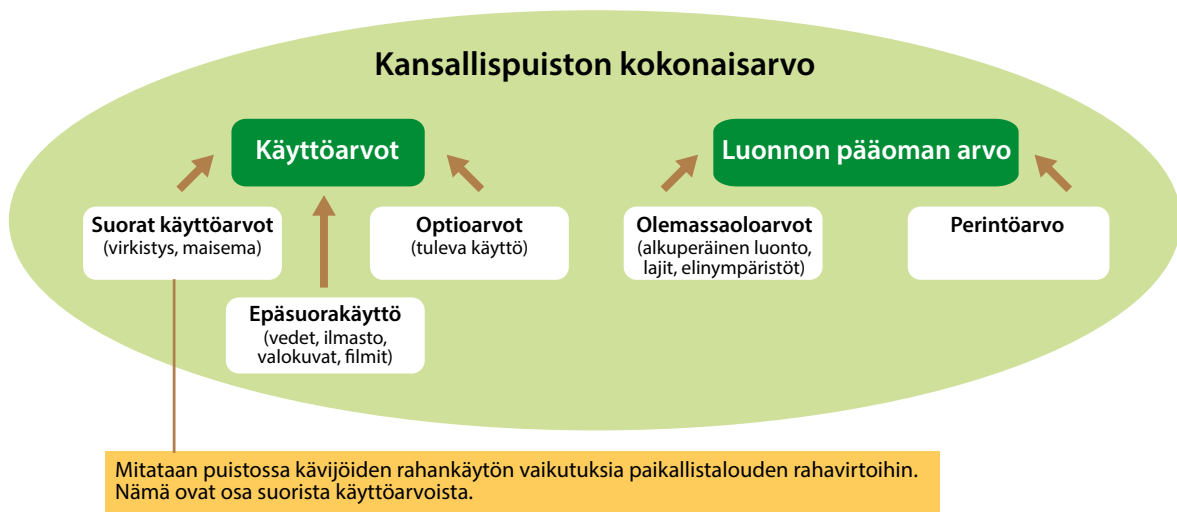 Kansallispuiston kokonaisarvo
Käyttöarvot
Luonnon pääoman arvo
Suorat käyttöarvot
(virkistys, maisema)
Optioarvot
(tuleva käyttö)
Olemassaoloarvot
(alkuperäinen luonto,
lajit, elinympäristöt)
Perintöarvo
Epäsuorakäyttö
(vedet, ilmasto,
valokuvat, filmit)
Mitataan puistossa kävijöiden rahankäytön vaikutuksia paikallistalouden rahavirtoihin.
Nämä ovat osa suorista käyttöarvoista.